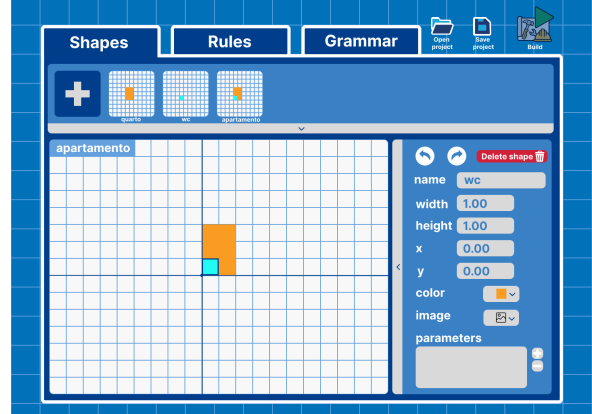 Shapes
Rules
Grammar
Open project
Save project
Build
quarto
wc
apartamento
apartamento
Delete shape
name wc
width 1.00
height 1.00
x 0.00
y 0.00
color
image
parameters